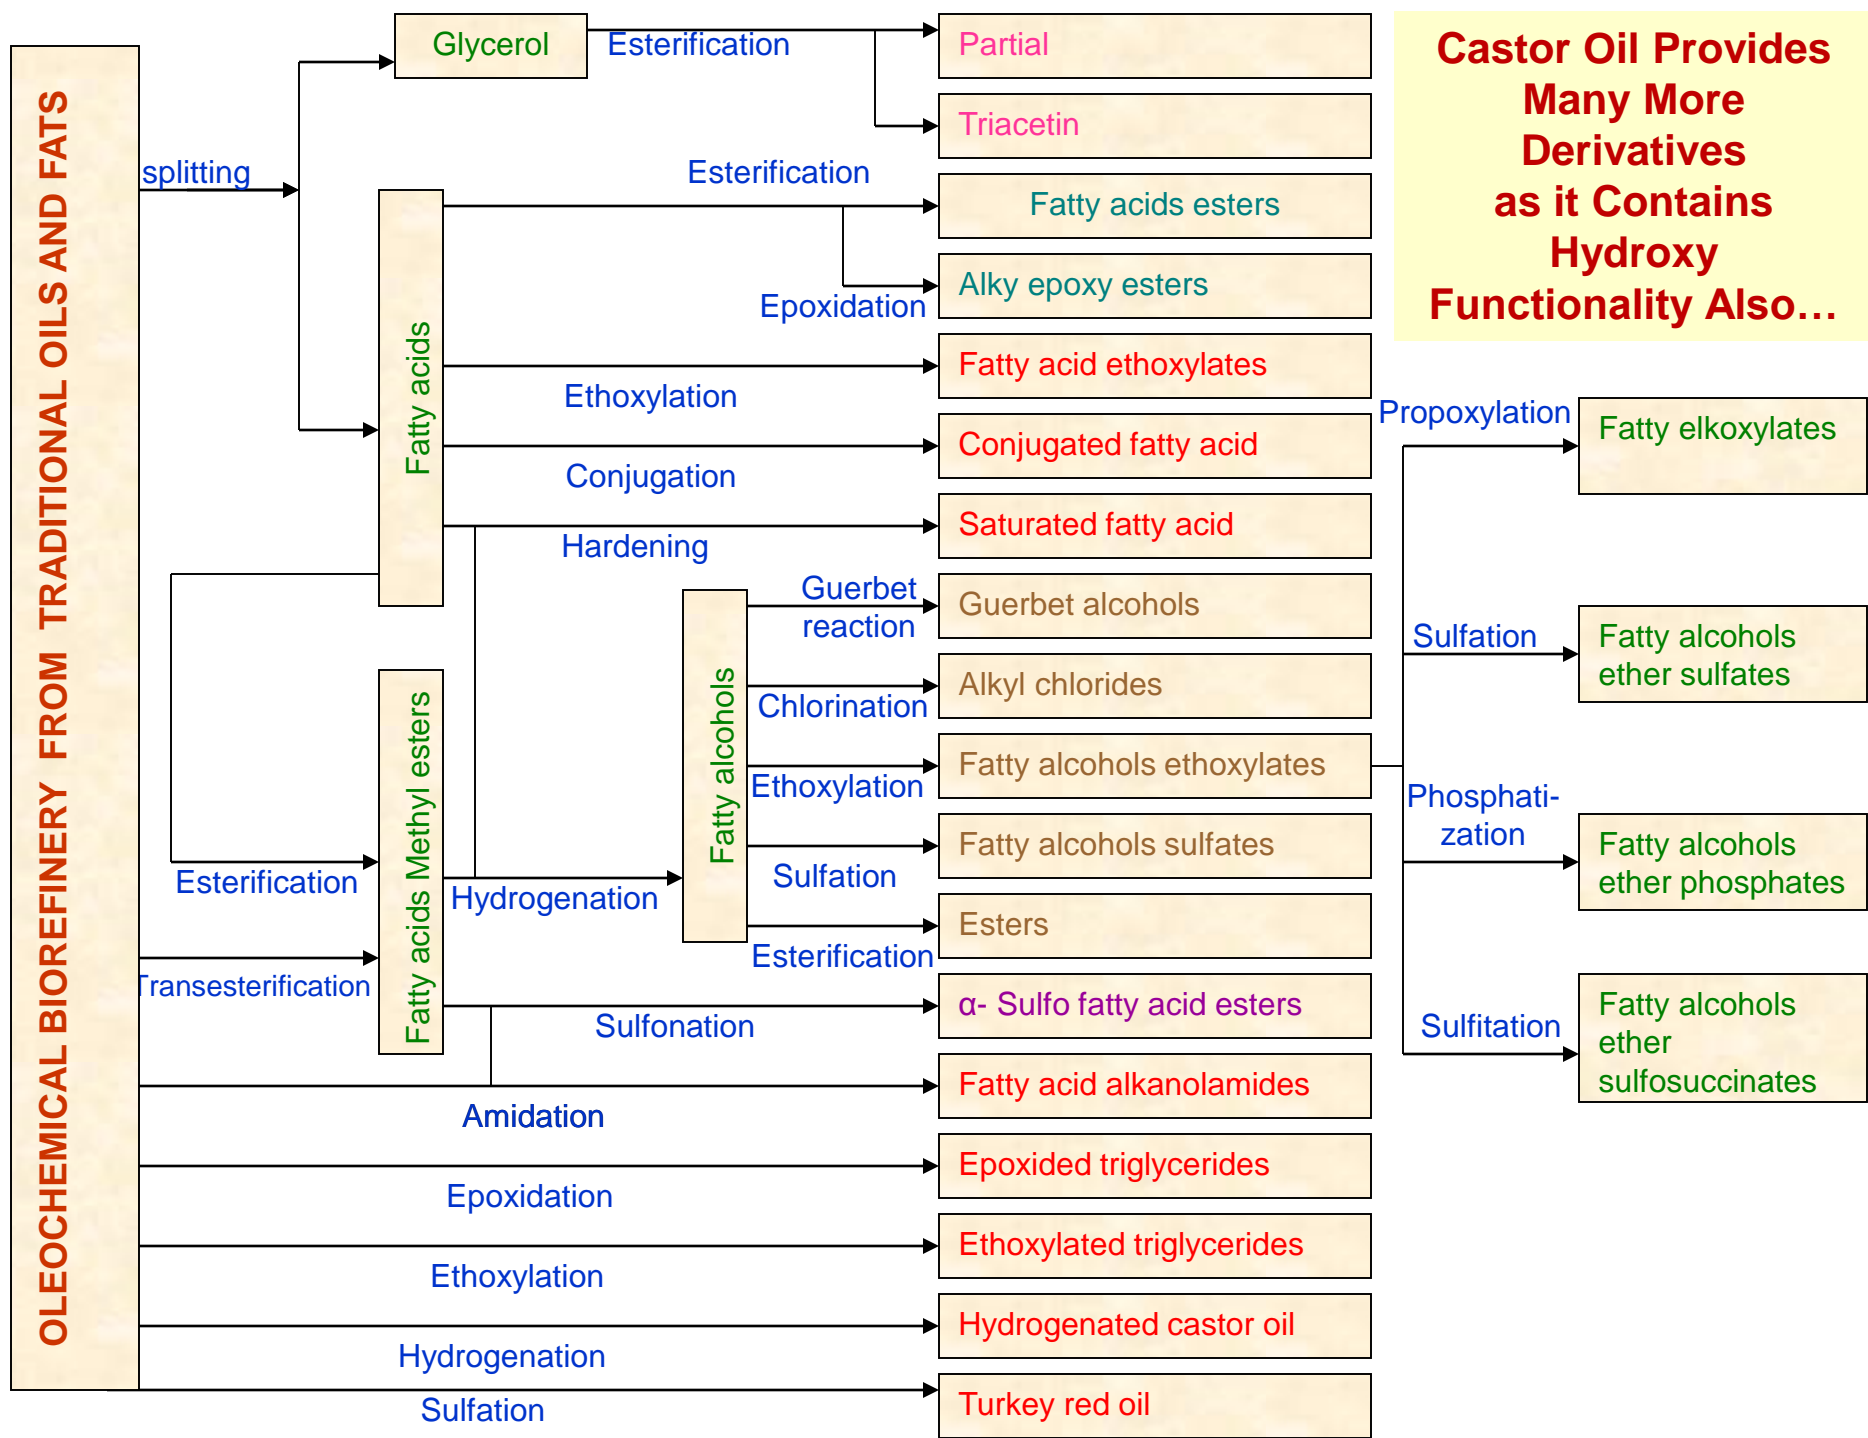 OLEOCHEMICAL BIOREFINERY FROM TRADITIONAL OILS AND FATS
splitting
Glycerol
Esterification
Partial
Triacetin
Castor Oil Provides
Many More
Derivatives
as it Contains
Hydroxy
Functionality Also…
Fatty acids
Esterification
Fatty acids esters
Epoxidation
Alky epoxy esters
Ethoxylation
Fatty acid ethoxylates
Conjugation
Conjugated fatty acid
Hardening
Saturated fatty acid
Esterification
Transesterification
Fatty acids Methyl esters
Hydrogenation
Fatty alcohols
Guerbet
reaction
Guerbet alcohols
Chlorination
Alkyl chlorides
Ethoxylation
Fatty alcohols ethoxylates
Sulfation
Fatty alcohols sulfates
Esterification
Esters
Propoxylation
Fatty elkoxylates
Sulfation
Fatty alcohols
ether sulfates
Phosphati-
zation
Fatty alcohols
ether phosphates
Sulfitation
Fatty alcohols
ether
sulfosuccinates
Sulfonation
α- Sulfo fatty acid esters
Amidation
Fatty acid alkanolamides
Epoxidation
Epoxided triglycerides
Ethoxylation
Ethoxylated triglycerides
Hydrogenation
Hydrogenated castor oil
Sulfation
Turkey red oil